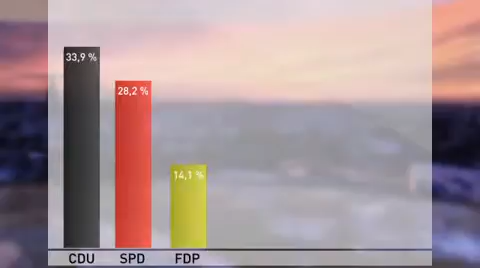 33,9 %
28,2 %
14,1 %
CDU SPD FDP